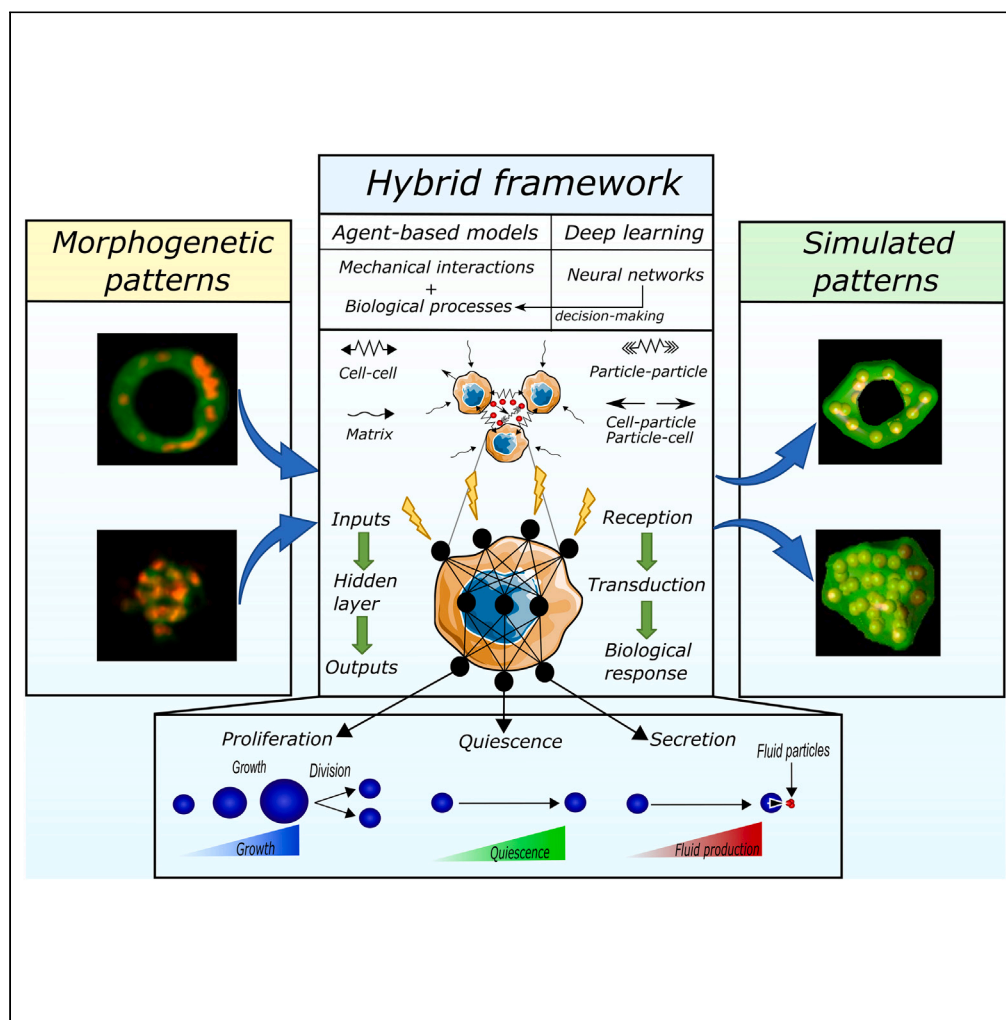 Hybrid framework
Morphogenetic
patterns
Agent-based models
Deep learning
Mechanical interactions
+
Biological processes
Neural networks
decision-making
Simulated
patterns
Cell-cell
Matrix
Particle-particle
Cell-particle
Particle-cell
Inputs
Hidden
layer
Outputs
Reception
Transduction
Biological
response
Proliferation
Quiescence
Secretion
Growth
Division
Fluid particles
Growth
Quiescence
Fluid production